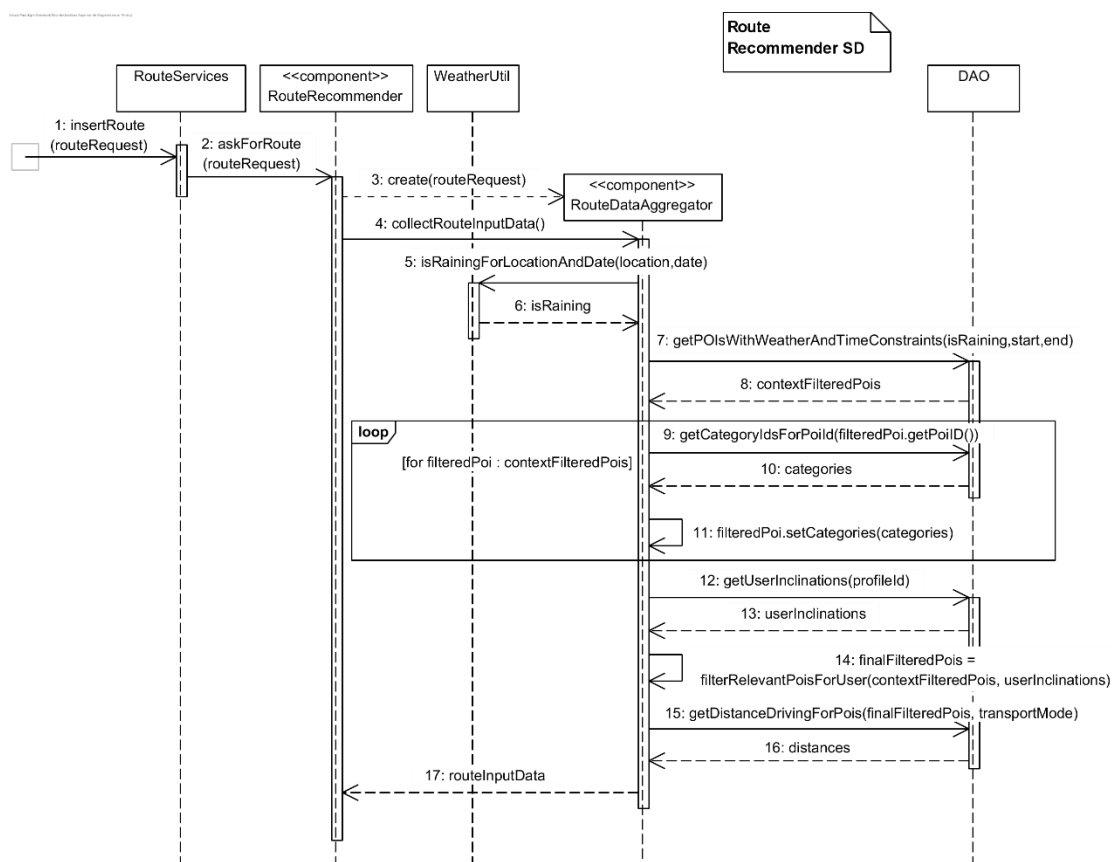 Route
Recommender SD
RouteServices
<<component>>
RouteRecommender
WeatherUtil
DAO
1: insertRoute
(routeRequest)
2: askForRoute
(routeRequest)
3: create(routeRequest)
<<component>>
RouteDataAggregator
4: collectRouteInputData()
5: isRainingForLocationAndDate(location,date)
6: isRaining
7: getPOIsWithWeatherAndTimeConstraints(isRaining,start,end)
8: contextFilteredPois
loop
9: getCategoryIdsForPoiId(filteredPoi.getPoiID())
[for filteredPoi : contextFilteredPois]
10: categories
11: filteredPoi.setCategories(categories)
12: getUserInclinations(profileId)
13: userInclinations
14: finalFilteredPois =
filterRelevantPoisForUser(contextFilteredPois, userInclinations)
15: getDistanceDrivingForPois(finalFilteredPois, transportMode)
16: distances
17: routeInputData